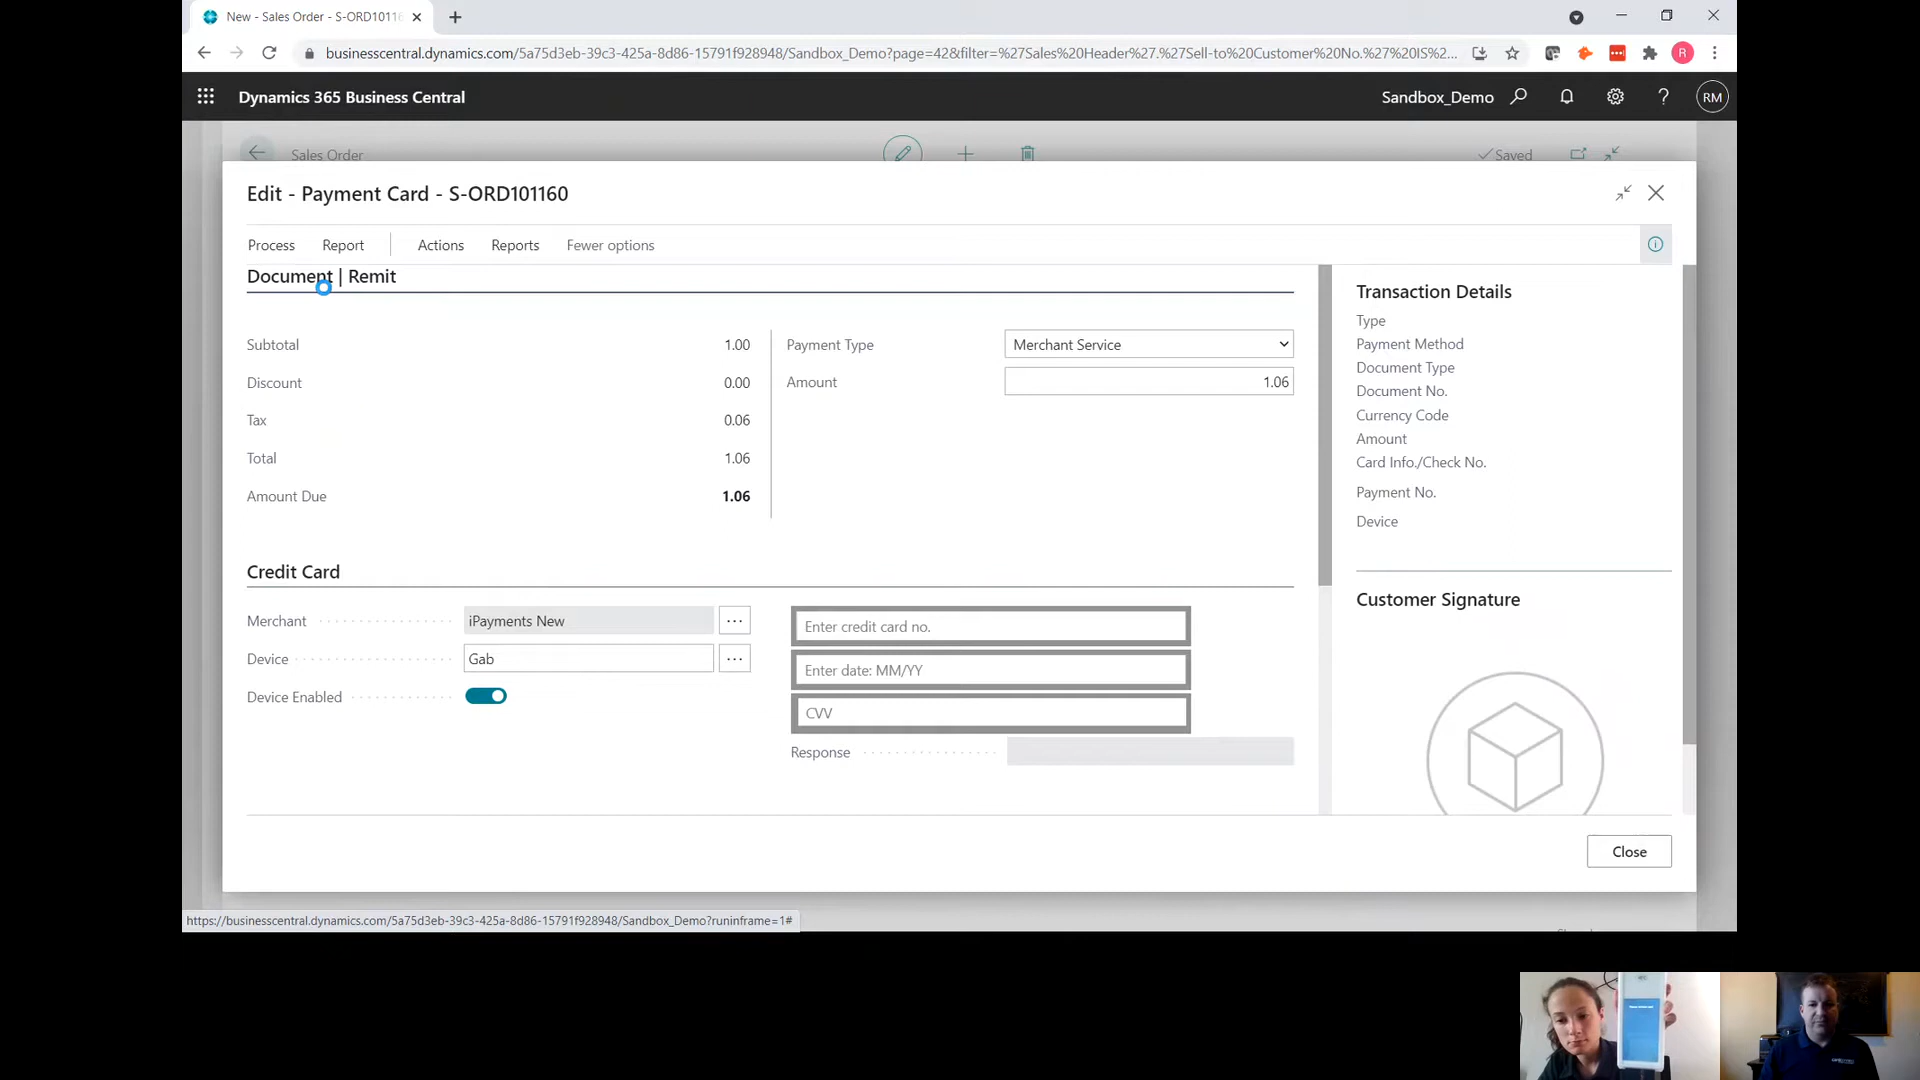 New - Sales Order - S-ORD10116
businesscentral.dynamics.com/5a75d3eb-39c3-425a-8d86-15791f928948/Sandbox_Demo?page=42&filter=%27Sales%20Header%27.%27Sell-to%20Customer%20No.%27%20IS%2...
R
Dynamics 365 Business Central
Sandbox_Demo
?
RM
Sales Order
Saved
Edit - Payment Card - S-ORD101160
Process
Report
Actions
Reports
Fewer options
Document | Remit
Subtotal 1.00
Discount 0.00
Tax 0.06
Total 1.06
Amount Due 1.06
Payment Type Merchant Service
Amount 1.06
Credit Card
Merchant iPayments New ...
Device Gab ...
Device Enabled
Enter credit card no.
Enter date: MM/YY
CVV
Response
Transaction Details
Type
Payment Method
Document Type
Document No.
Currency Code
Amount
Card Info./Check No.
Payment No.
Device
Customer Signature
Close
https://businesscentral.dynamics.com/5a75d3eb-39c3-425a-8d86-15791f928948/Sandbox_Demo?runinframe=1#